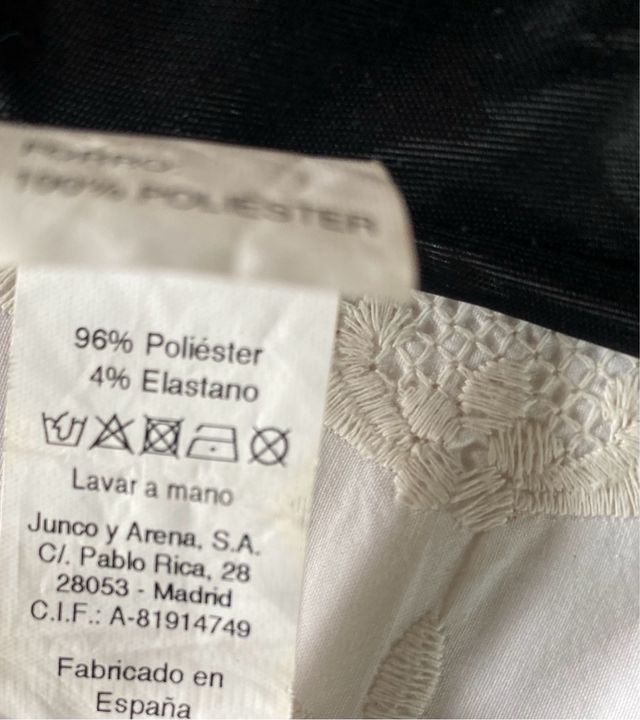 Forro:
100% POLIÉSTER
96% Poliéster
4% Elastano
Lavar a mano
Junco y Arena, S.A.
C/. Pablo Rica, 28
28053 - Madrid
C.I.F.: A-81914749
Fabricado en
España